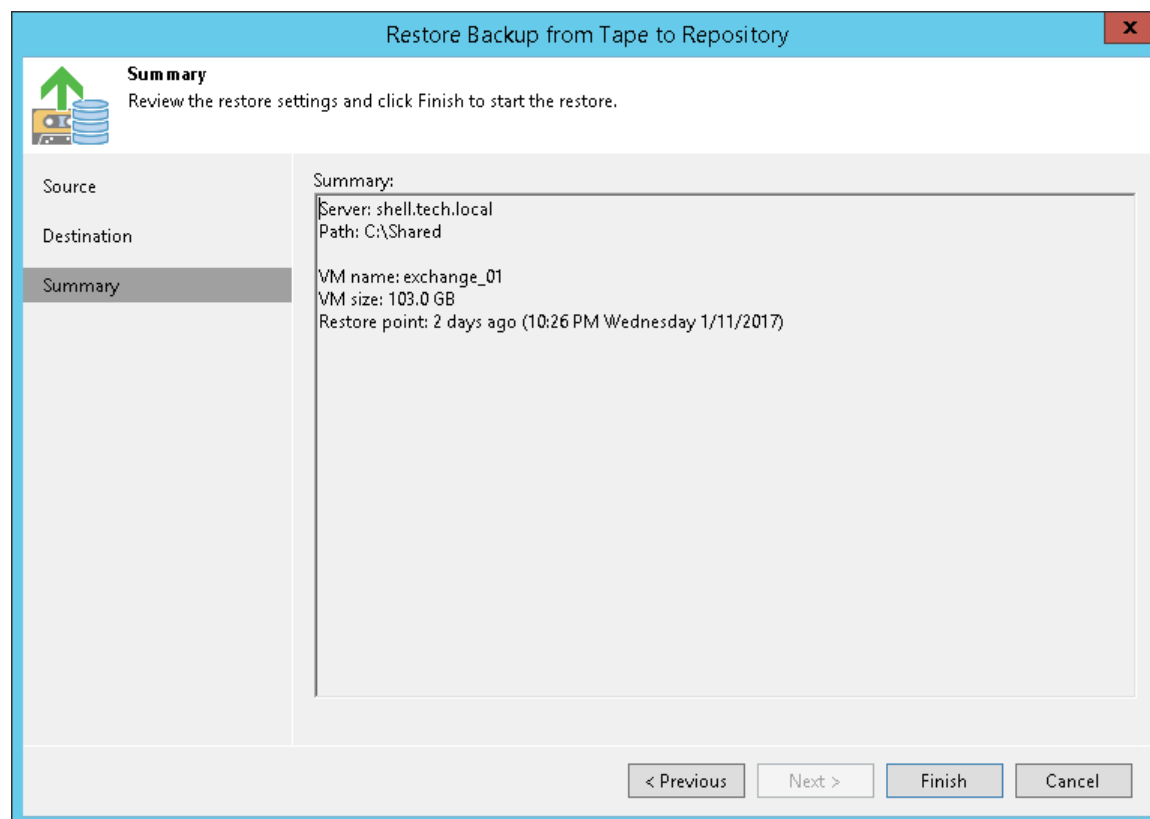 Restore Backup from Tape to Repository
x
Summary
Review the restore settings and click Finish to start the restore.
Source
Destination
Summary
Summary:
Server: shell.tech.local
Path: C:\Shared
VM name: exchange_01
VM size: 103.0 GB
Restore point: 2 days ago (10:26 PM Wednesday 1/11/2017)
< Previous
Next >
Finish
Cancel